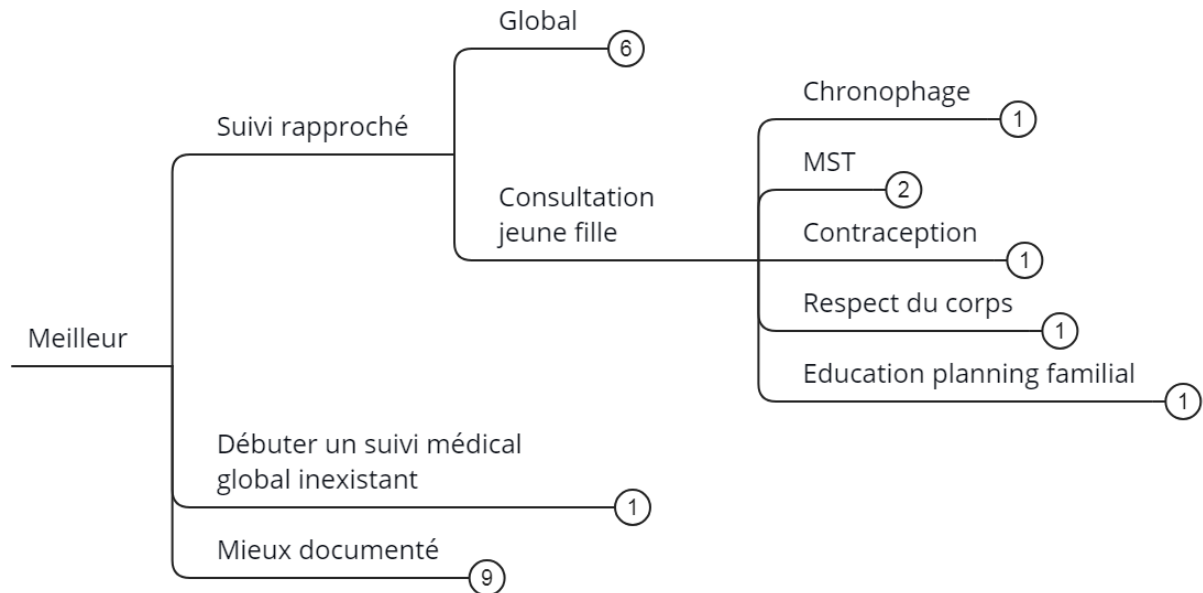 Global
6
Suivi rapproché
Chronophage
1
MST
2
Consultation
jeune fille
Contraception
1
Respect du corps
1
Education planning familial
1
Meilleur
Débuter un suivi médical
global inexistant
1
Mieux documenté
9